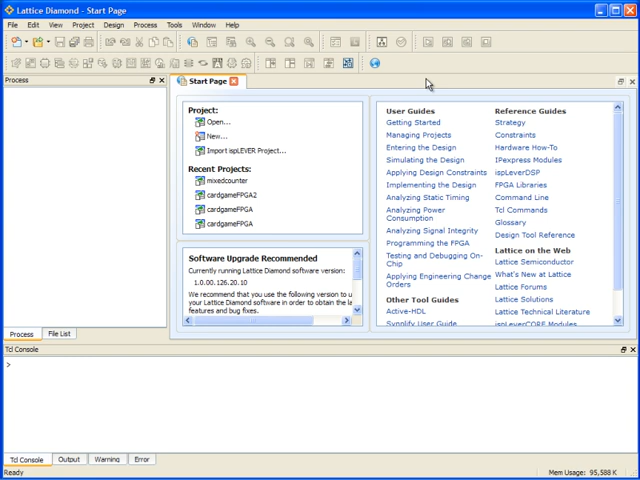 Lattice Diamond - Start Page
File Edit View Project Design Process Tools Window Help
Process
Start Page
Project:
Open...
New...
Import ispLEVER Project...
Recent Projects:
mixedcounter
cardgameFPGA2
cardgameFPGA
cardgameFPGA
Software Upgrade Recommended
Currently running Lattice Diamond software version:
1.0.00.126.20.10
We recommend that you use the following version to u
your Lattice Diamond software in order to obtain the la
features and bug fixes.
User Guides
Getting Started
Managing Projects
Entering the Design
Simulating the Design
Applying Design Constraints
Implementing the Design
Analyzing Static Timing
Analyzing Power
Consumption
Analyzing Signal Integrity
Programming the FPGA
Testing and Debugging On-
Chip
Applying Engineering Change
Orders
Other Tool Guides
Active-HDL
Synplify User Guide
Reference Guides
Strategy
Constraints
Hardware How-To
IPexpress Modules
ispLeverDSP
FPGA Libraries
Command Line
Tcl Commands
Glossary
Design Tool Reference
Lattice on the Web
Lattice Semiconductor
What's New at Lattice
Lattice Forums
Lattice Solutions
Lattice Technical Literature
ispLeverCORE Modules
Process File List
Tcl Console
>
Tcl Console Output Warning Error
Ready
Mem Usage: 95,588 K